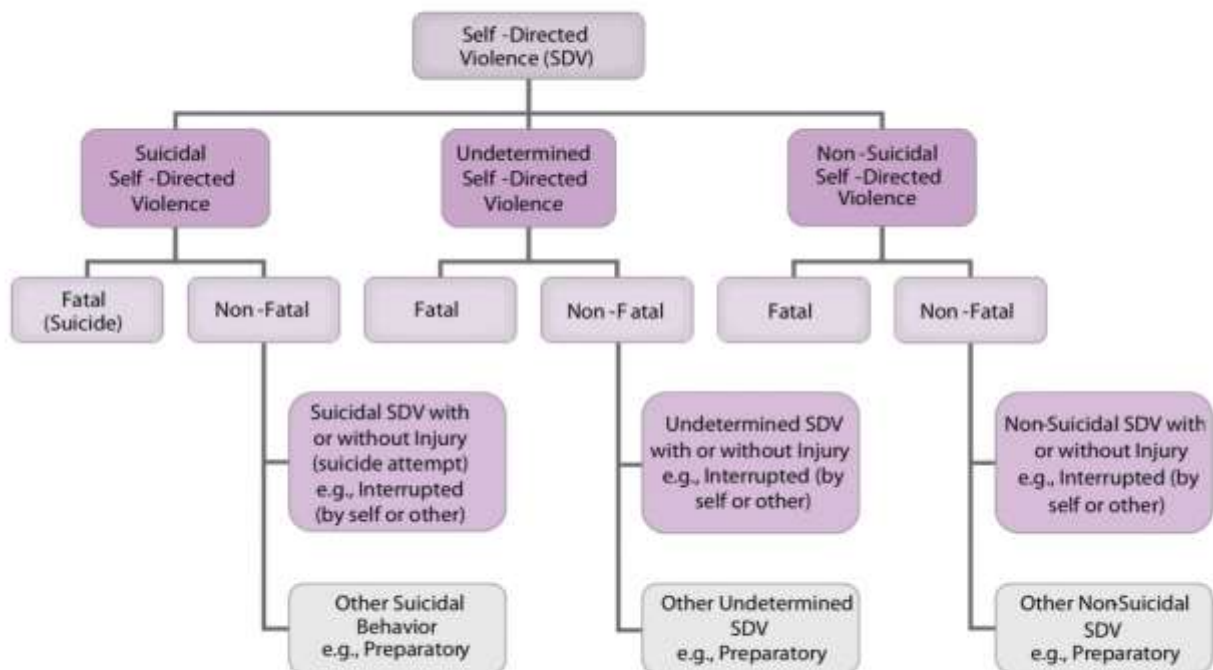 Self -Directed
Violence (SDV)
Suicidal
Self -Directed
Violence
Undetermined
Self -Directed
Violence
Non -Suicidal
Self -Directed
Violence
Fatal
(Suicide)
Non -Fatal
Fatal
Non -Fatal
Fatal
Non -Fatal
Suicidal SDV with
or without Injury
(suicide attempt)
e.g., Interrupted
(by self or other)
Undetermined SDV
with or without Injury
e.g., Interrupted (by
self or other)
Non-Suicidal SDV with
or without Injury
e.g., Interrupted (by
self or other)
Other Suicidal
Behavior
e.g., Preparatory
Other Undetermined
SDV
e.g., Preparatory
Other Non-Suicidal
SDV
e.g., Preparatory